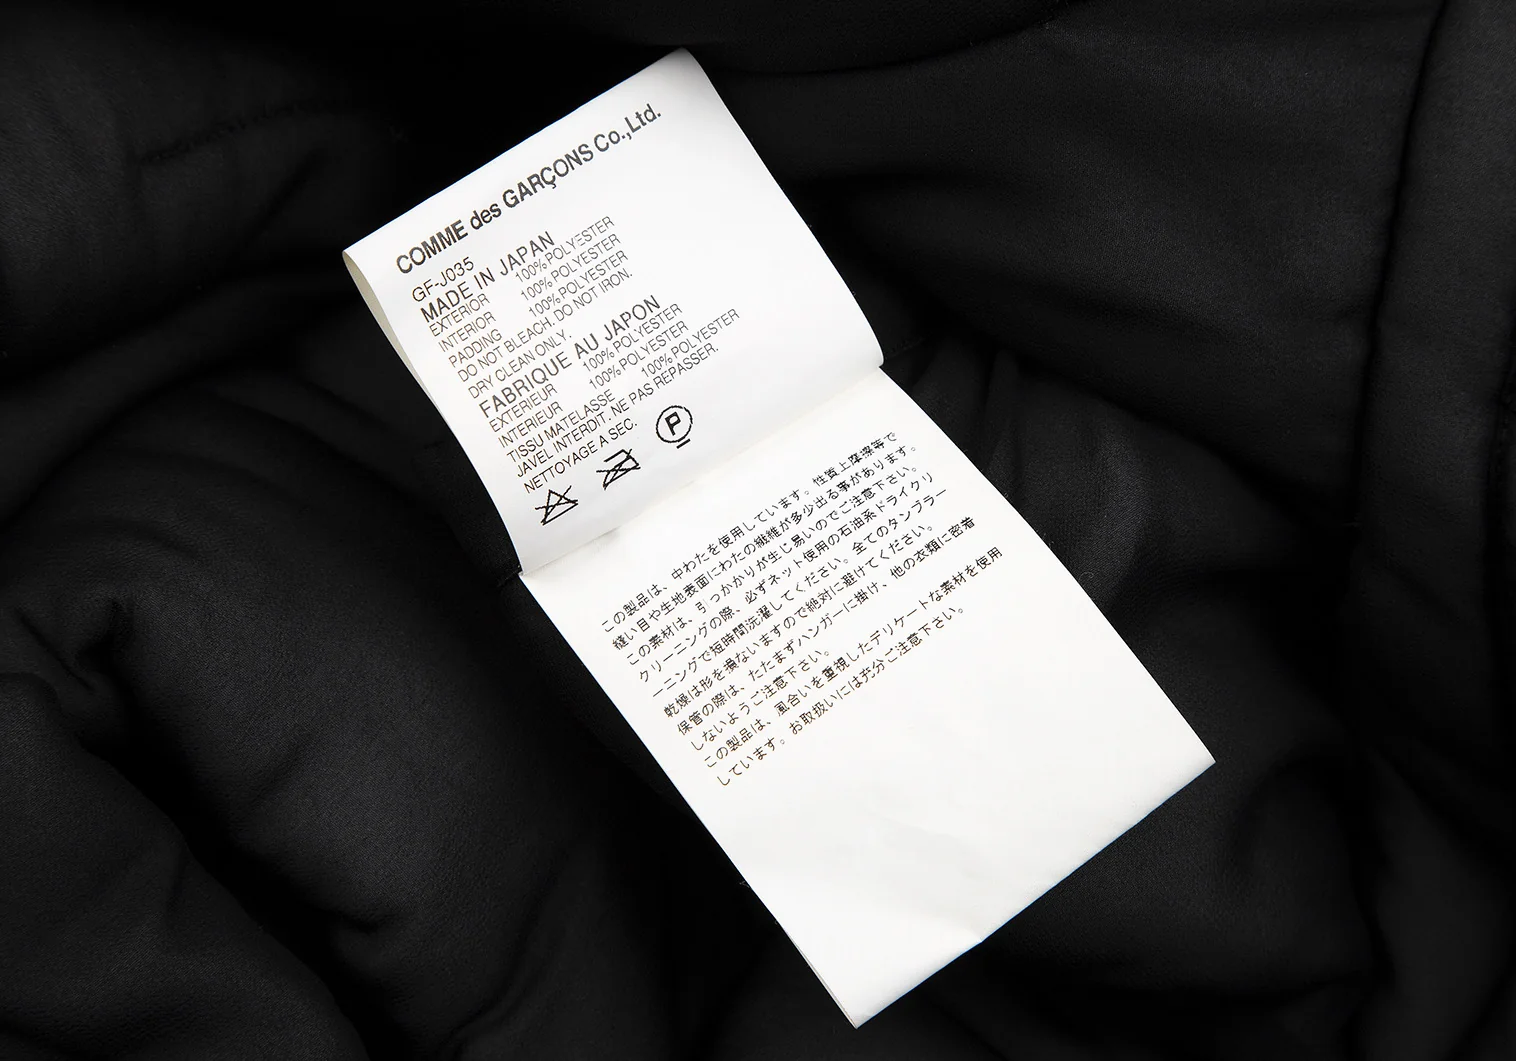 COMME des GARÇONS Co.,Ltd.
GF-J035
MADE IN JAPAN
EXTERIOR 100% POLYESTER
INTERIOR 100% POLYESTER
PADDING 100% POLYESTER
DO NOT BLEACH. DO NOT IRON.
DRY CLEAN ONLY.
FABRIQUE AU JAPON
EXTERIEUR 100% POLYESTER
INTERIEUR 100% POLYESTER
TISSU MATELASSE 100% POLYESTER
JAVEL INTERDIT. NE PAS REPASSER.
NETTOYAGE A SEC.
P
この製品は、中わたを使用しています。性質上摩擦等で
縫い目や生地表面にわたの繊維が多少出る事があります。
この素材は、引っかかりが生じ易いのでご注意下さい。
クリーニングの際、必ずネット使用の石油系ドライクリ
ーニングで短時間洗濯してください。全てのタンブラー
乾燥は形を損ないますので絶対に避けてください。
保管の際は、たたまずハンガーに掛け、他の衣類に密着
しないようご注意下さい。
この製品は、風合いを重視したデリケートな素材を使用
しています。お取扱いには充分ご注意下さい。